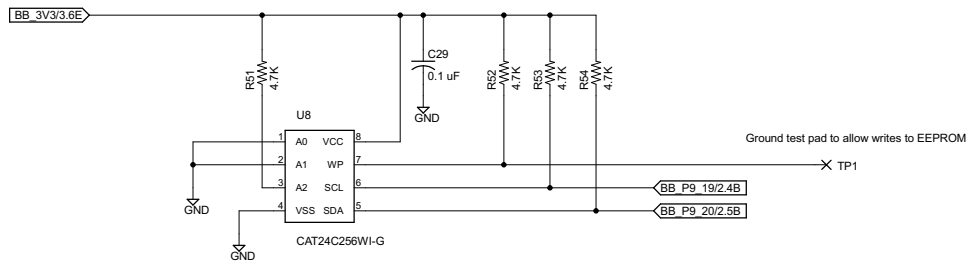 BB_3V3/3.6E
R51
4.7K
C29
0.1 uF
GND
R52
4.7K
R53
4.7K
R54
4.7K
U8
1 A0 VCC 8
2 A1 WP 7
3 A2 SCL 6
4 VSS SDA 5
CAT24C256WI-G
GND
GND
Ground test pad to allow writes to EEPROM
TP1
BB_P9_19/2.4B
BB_P9_20/2.5B